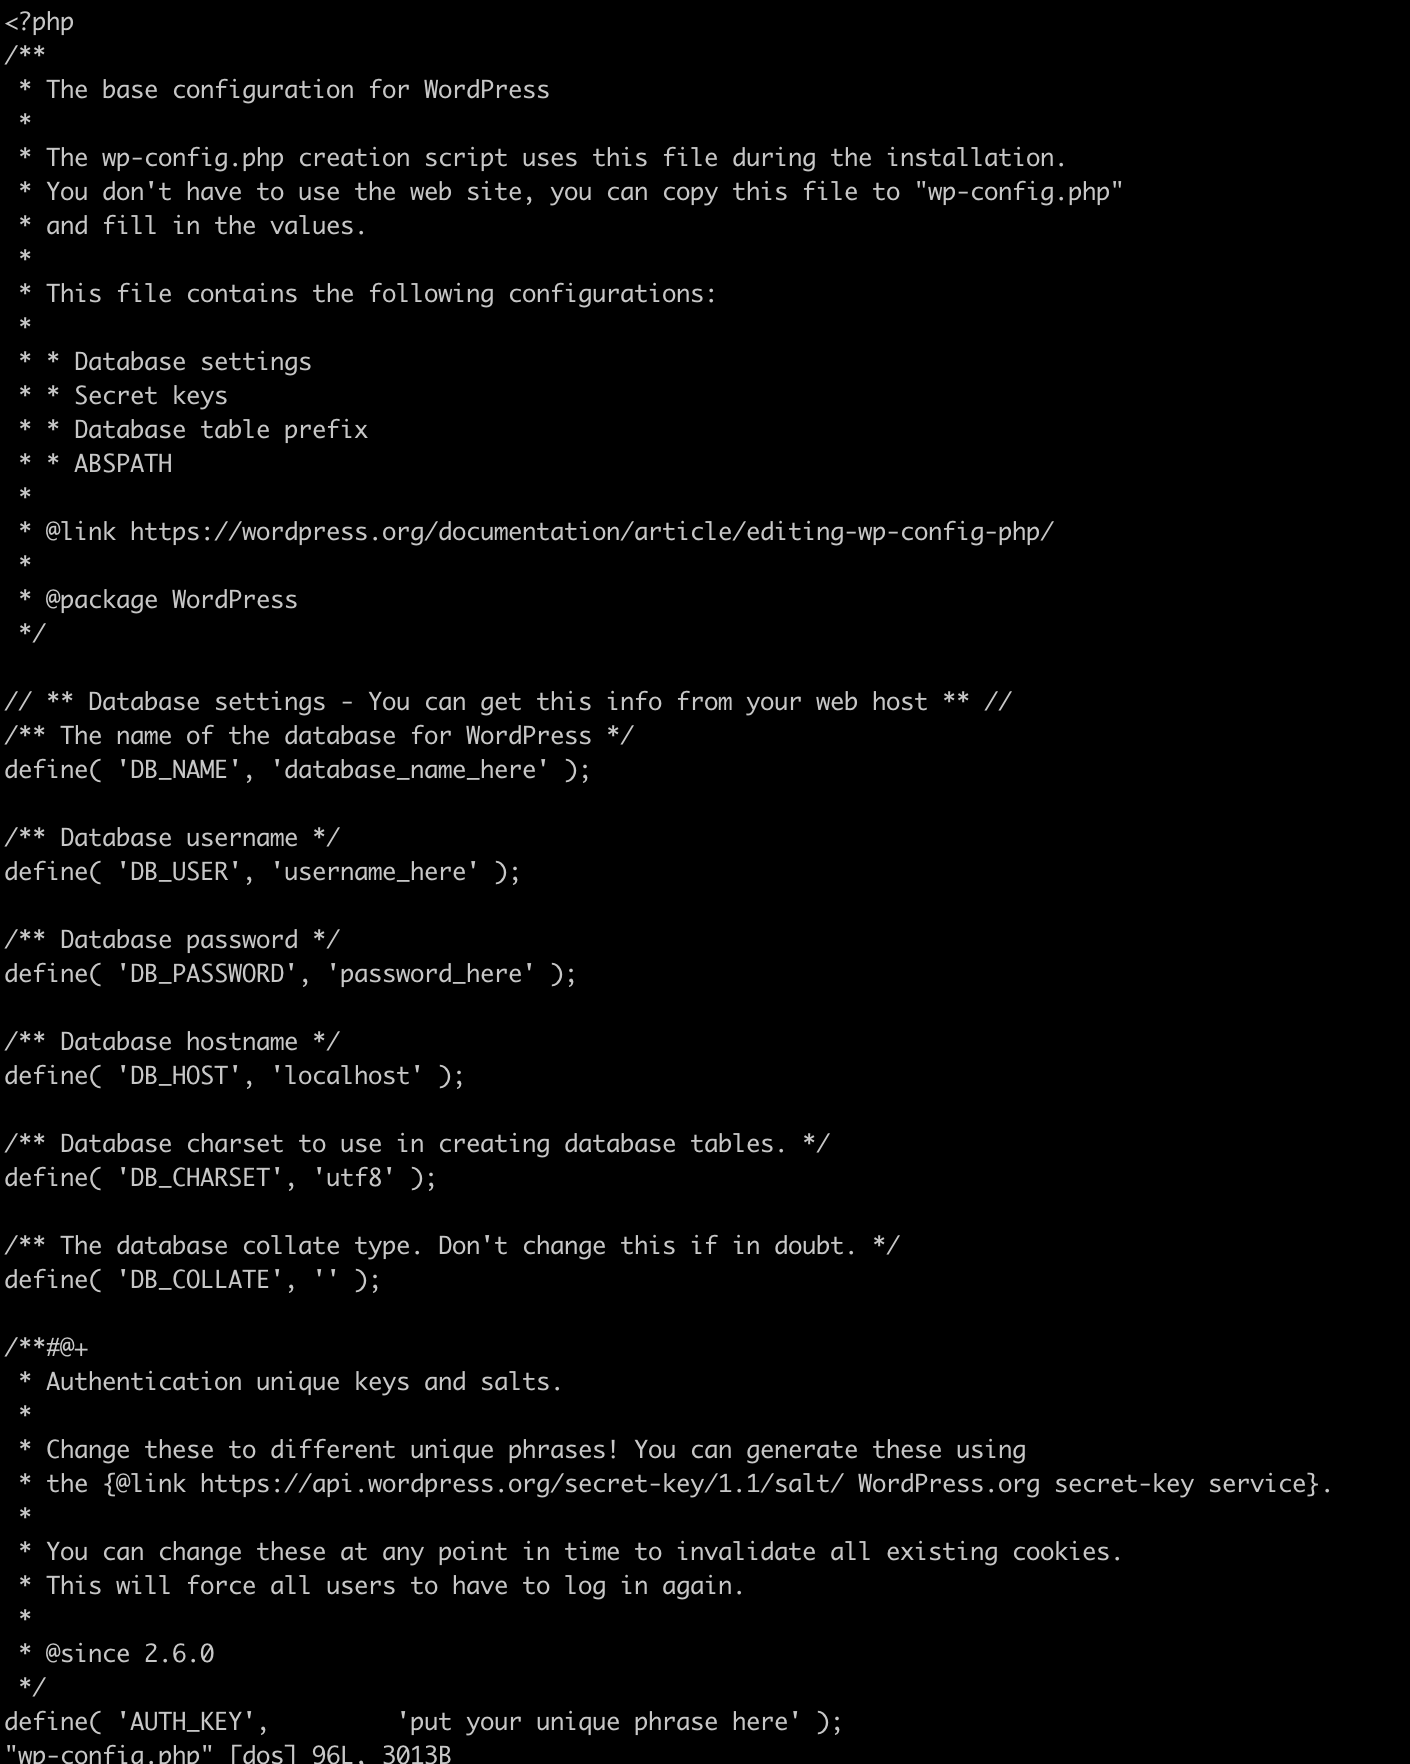 <?php
/**
 * The base configuration for WordPress
 *
 * The wp-config.php creation script uses this file during the installation.
 * You don't have to use the web site, you can copy this file to "wp-config.php"
 * and fill in the values.
 *
 * This file contains the following configurations:
 *
 * * Database settings
 * * Secret keys
 * * Database table prefix
 * * ABSPATH
 *
 * @link https://wordpress.org/documentation/article/editing-wp-config-php/
 *
 * @package WordPress
 */

// ** Database settings - You can get this info from your web host ** //
/** The name of the database for WordPress */
define( 'DB_NAME', 'database_name_here' );

/** Database username */
define( 'DB_USER', 'username_here' );

/** Database password */
define( 'DB_PASSWORD', 'password_here' );

/** Database hostname */
define( 'DB_HOST', 'localhost' );

/** Database charset to use in creating database tables. */
define( 'DB_CHARSET', 'utf8' );

/** The database collate type. Don't change this if in doubt. */
define( 'DB_COLLATE', '' );

/**#@+
 * Authentication unique keys and salts.
 *
 * Change these to different unique phrases! You can generate these using
 * the {@link https://api.wordpress.org/secret-key/1.1/salt/ WordPress.org secret-key service}.
 *
 * You can change these at any point in time to invalidate all existing cookies.
 * This will force all users to have to log in again.
 *
 * @since 2.6.0
 */
define( 'AUTH_KEY',         'put your unique phrase here' );
"wp-config.php" [dos] 96L, 3013B